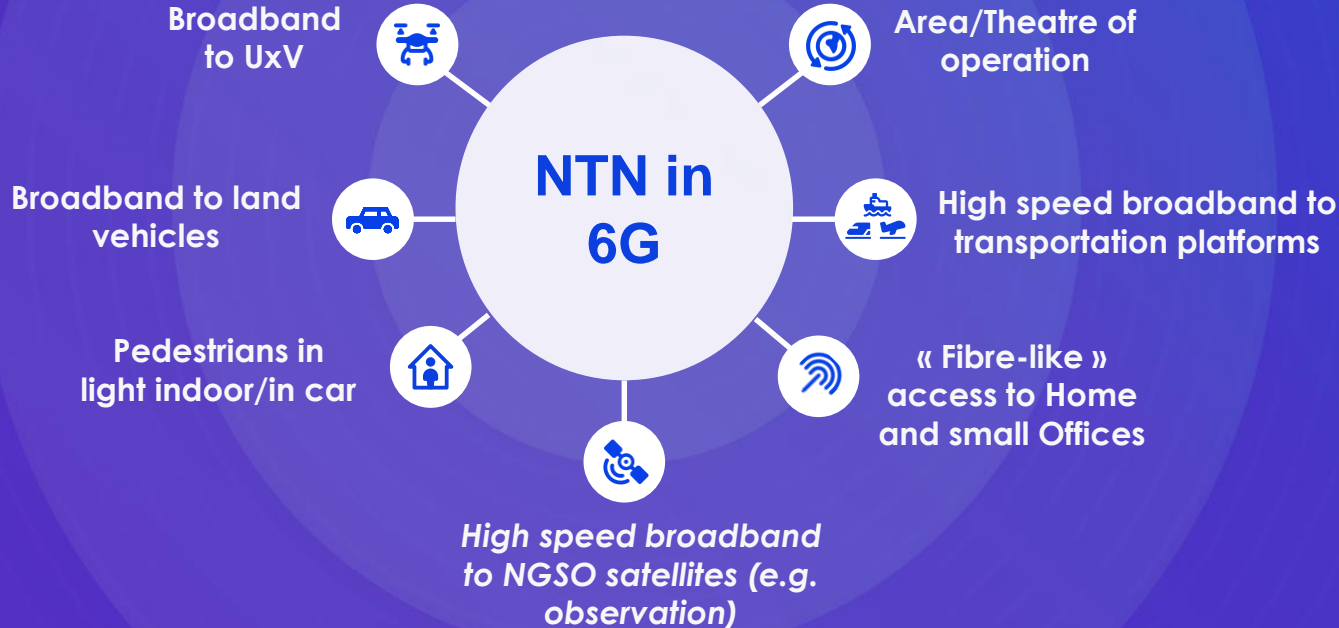 Broadband
to UxV
Area/Theatre of
operation
NTN in
6G
Broadband to land
vehicles
High speed broadband to
transportation platforms
Pedestrians in
light indoor/in car
« Fibre-like »
access to Home
and small Offices
High speed broadband
to NGSO satellites (e.g.
observation)